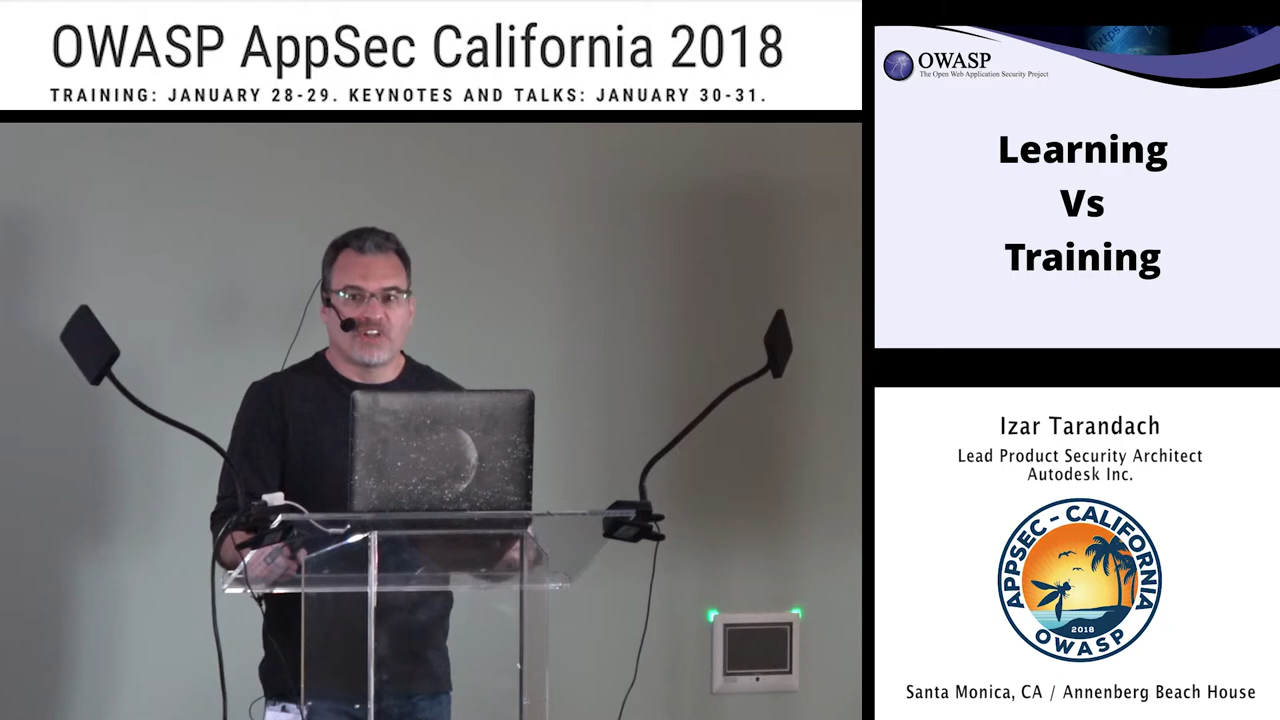 OWASP AppSec California 2018
TRAINING: JANUARY 28-29. KEYNOTES AND TALKS: JANUARY 30-31.
https
OWASP
The Open Web Application Security Project
Learning
Vs
Training
Izar Tarandach
Lead Product Security Architect
Autodesk Inc.
APPSEC - CALIFORNIA
2018
OWASP
Santa Monica, CA / Annenberg Beach House